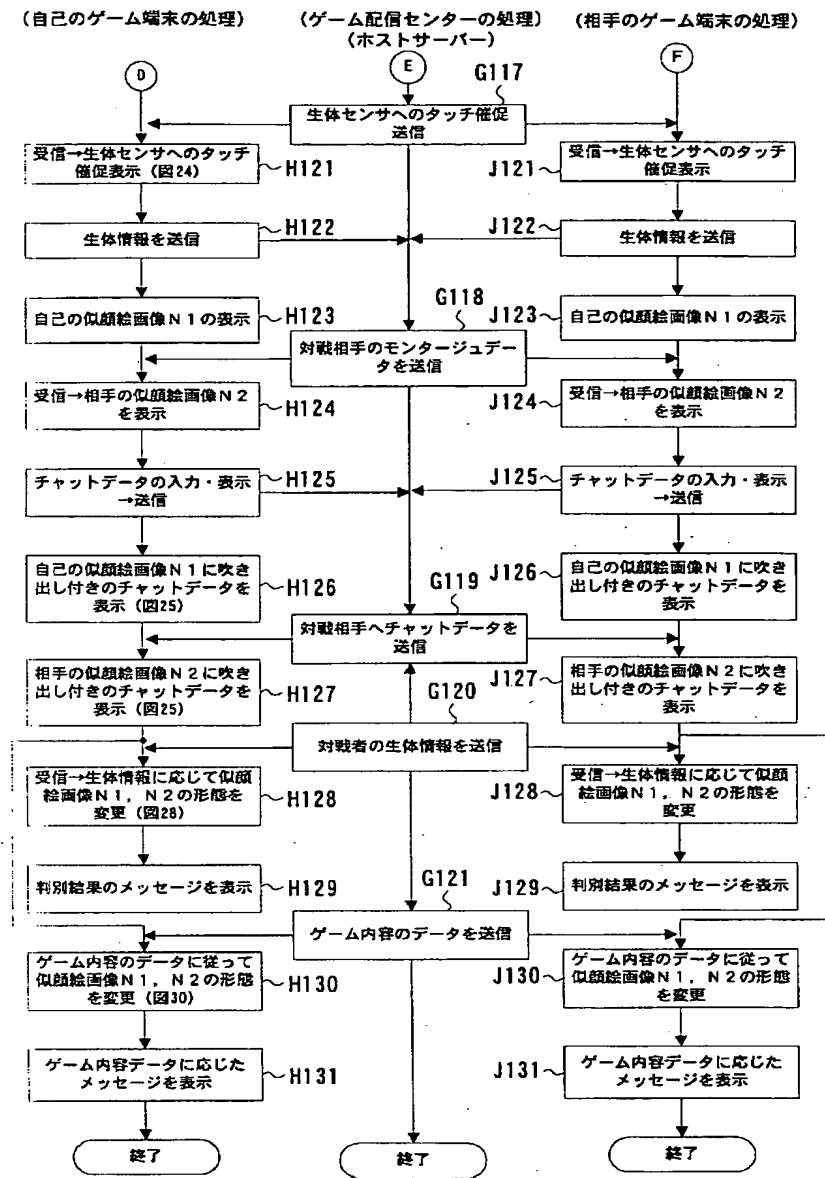 (自己のゲーム端末の処理)
(ゲーム配信センターの処理)
(ホストサーバー)
(相手のゲーム端末の処理)
D
E
F
G117
生体センサへのタッチ催促
送信
受信→生体センサへのタッチ
催促表示(図24)
H121
J121
受信→生体センサへのタッチ
催促表示
生体情報を送信
H122
J122
生体情報を送信
自己の似顔絵画像N1の表示
H123
G118
J123
自己の似顔絵画像N1の表示
対戦相手のモンタージュデー
タを送信
受信→相手の似顔絵画像N2
を表示
H124
J124
受信→相手の似顔絵画像N2
を表示
チャットデータの入力・表示
→送信
H125
J125
チャットデータの入力・表示
→送信
自己の似顔絵画像N1に吹き
出し付きのチャットデータを
表示(図25)
H126
G119
J126
自己の似顔絵画像N1に吹き
出し付きのチャットデータを
表示
対戦相手へチャットデータを
送信
相手の似顔絵画像N2に吹き
出し付きのチャットデータを
表示(図25)
H127
G120
J127
相手の似顔絵画像N2に吹き
出し付きのチャットデータを
表示
対戦者の生体情報を送信
受信→生体情報に応じて似顔
絵画像N1,N2の形態を
変更(図28)
H128
J128
受信→生体情報に応じて似顔
絵画像N1,N2の形態を
変更
判別結果のメッセージを表示
H129
G121
J129
判別結果のメッセージを表示
ゲーム内容のデータを送信
ゲーム内容のデータに従って
似顔絵画像N1,N2の形態
を変更(図30)
H130
J130
ゲーム内容のデータに従って
似顔絵画像N1,N2の形態
を変更
ゲーム内容データに応じた
メッセージを表示
H131
J131
ゲーム内容データに応じた
メッセージを表示
終了
終了
終了